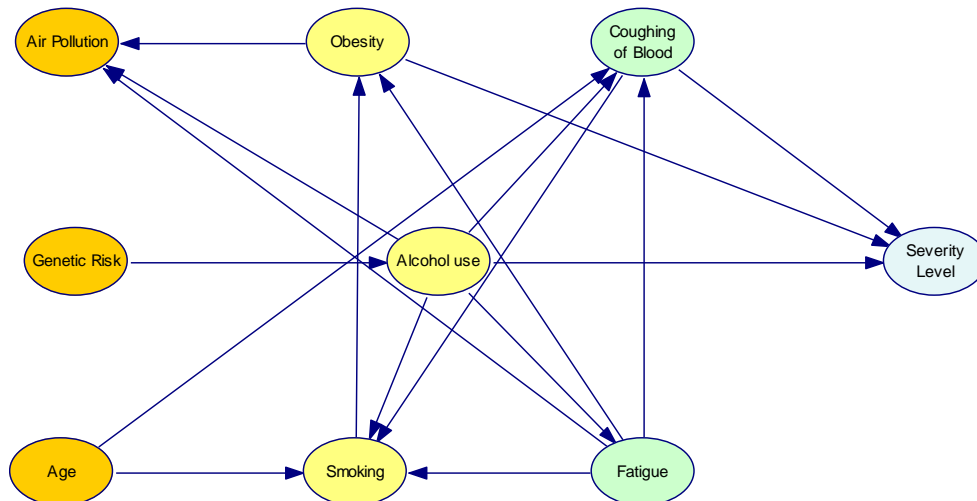 Air Pollution
Obesity
Coughing
of Blood
Genetic Risk
Alcohol use
Severity
Level
Age
Smoking
Fatigue